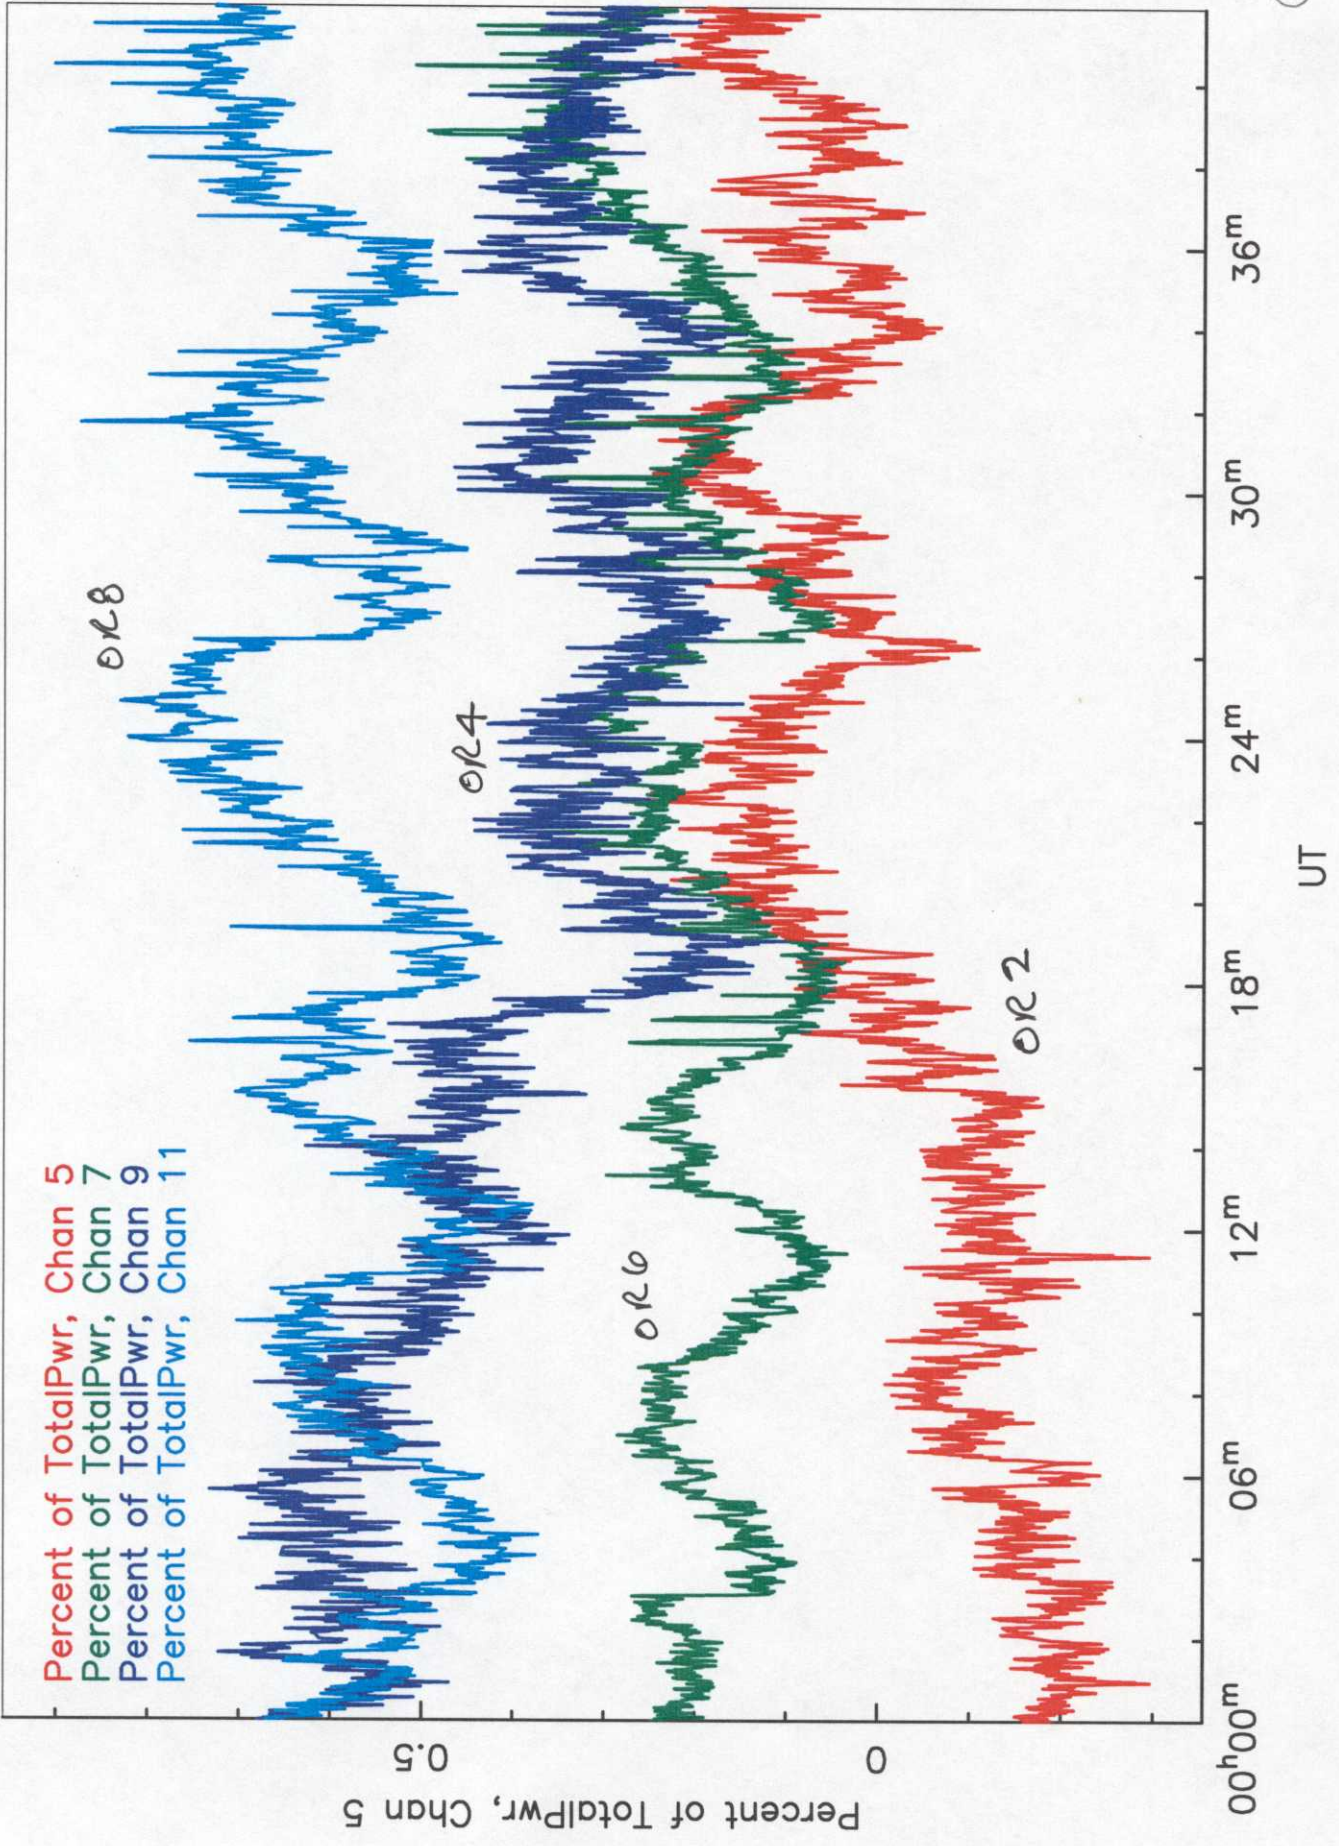 Percent of TotalPwr, Chan 5
Percent of TotalPwr, Chan 7
Percent of TotalPwr, Chan 9
Percent of TotalPwr, Chan 11
OR8
OR4
OR6
OR2
Percent of TotalPwr, Chan 5
0.5
0
00h00m 06m 12m 18m 24m 30m 36m
UT